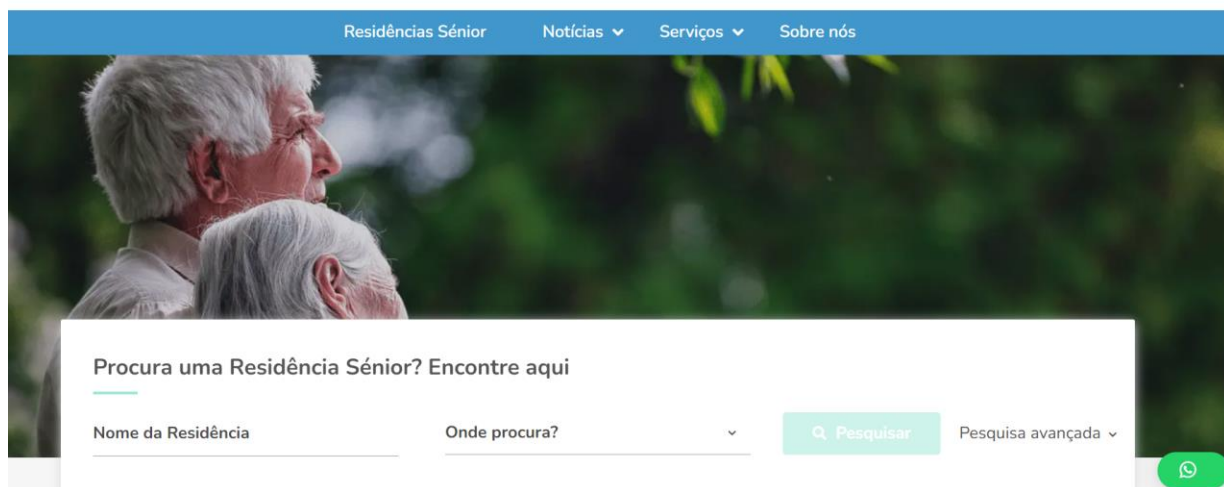 Residências Sénior Notícias Serviços Sobre nós
Procura uma Residência Sénior? Encontre aqui
Nome da Residência Onde procura? Pesquisar Pesquisa avançada